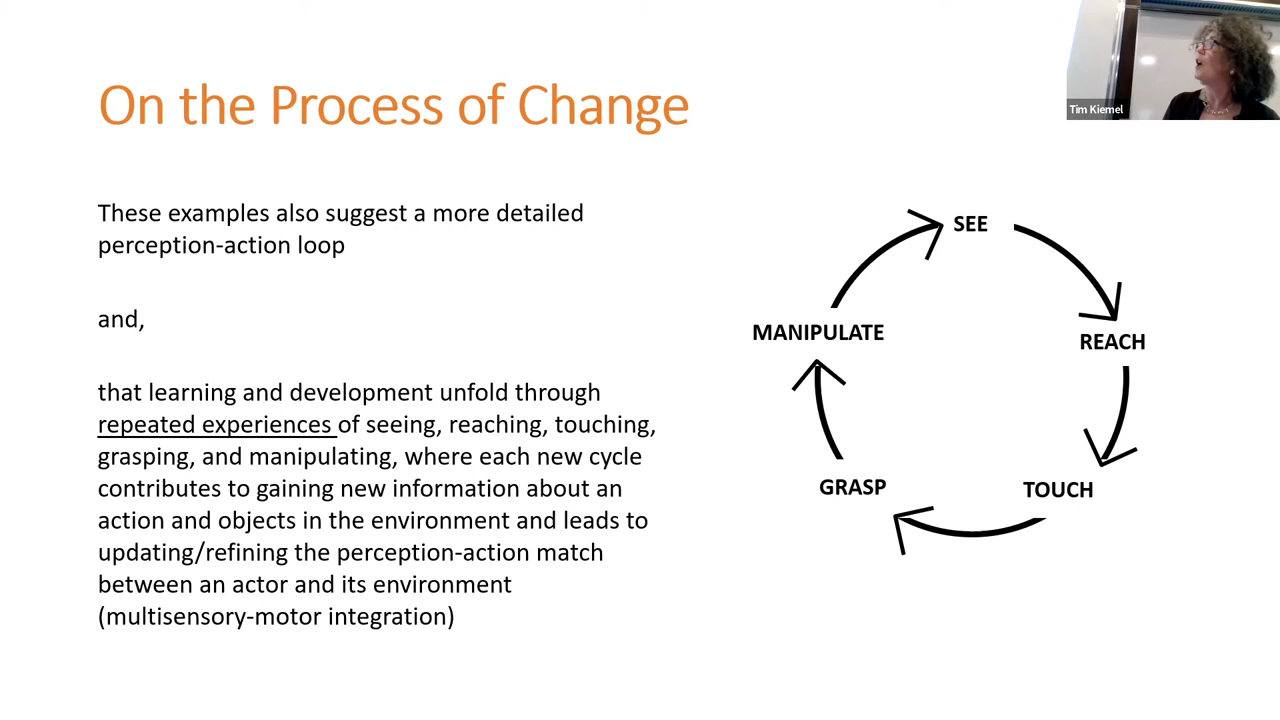 On the Process of Change
Tim Kiemel
These examples also suggest a more detailed
perception-action loop
and,
that learning and development unfold through
repeated experiences of seeing, reaching, touching,
grasping, and manipulating, where each new cycle
contributes to gaining new information about an
action and objects in the environment and leads to
updating/refining the perception-action match
between an actor and its environment
(multisensory-motor integration)
SEE
REACH
TOUCH
GRASP
MANIPULATE